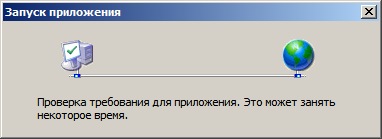 Запуск приложения
Проверка требования для приложения. Это может занять
некоторое время.